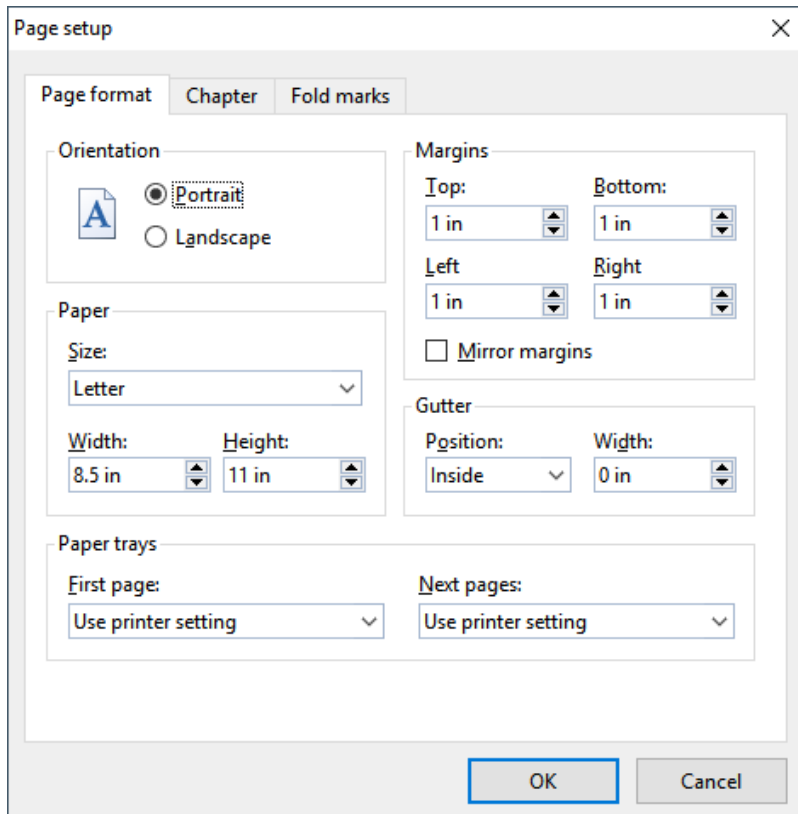 Page setup
Page format Chapter Fold marks
Orientation
A
Portrait
Landscape
Paper
Size:
Letter
Width: Height:
8.5 in 11 in
Margins
Top: Bottom:
1 in 1 in
Left Right
1 in 1 in
Mirror margins
Gutter
Position: Width:
Inside 0 in
Paper trays
First page: Next pages:
Use printer setting Use printer setting
OK Cancel